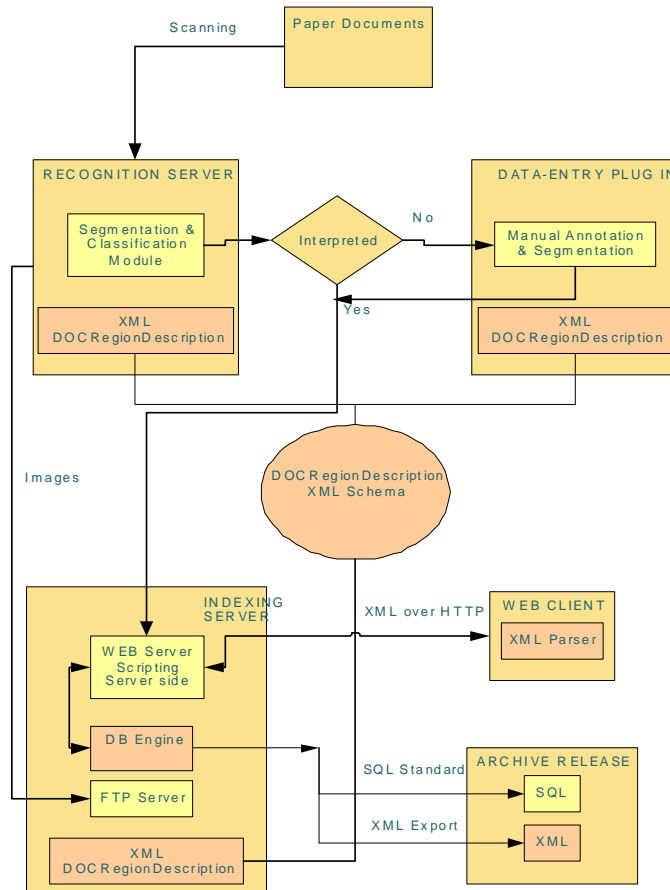 Paper Documents
Scanning
RECOGNITION SERVER
DATA-ENTRY PLUG IN
Segmentation &
Classification
Module
Interpreted
No
Manual Annotation
& Segmentation
Yes
XML
DOCRegionDescription
XML
DOCRegionDescription
Images
DOCRegionDescription
XML Schema
INDEXING
SERVER
XML over HTTP
WEB CLIENT
XML Parser
WEB Server
Scripting
Server side
DB Engine
FTP Server
SQL Standard
ARCHIVE RELEASE
SQL
XML Export
XML
XML
DOCRegionDescription